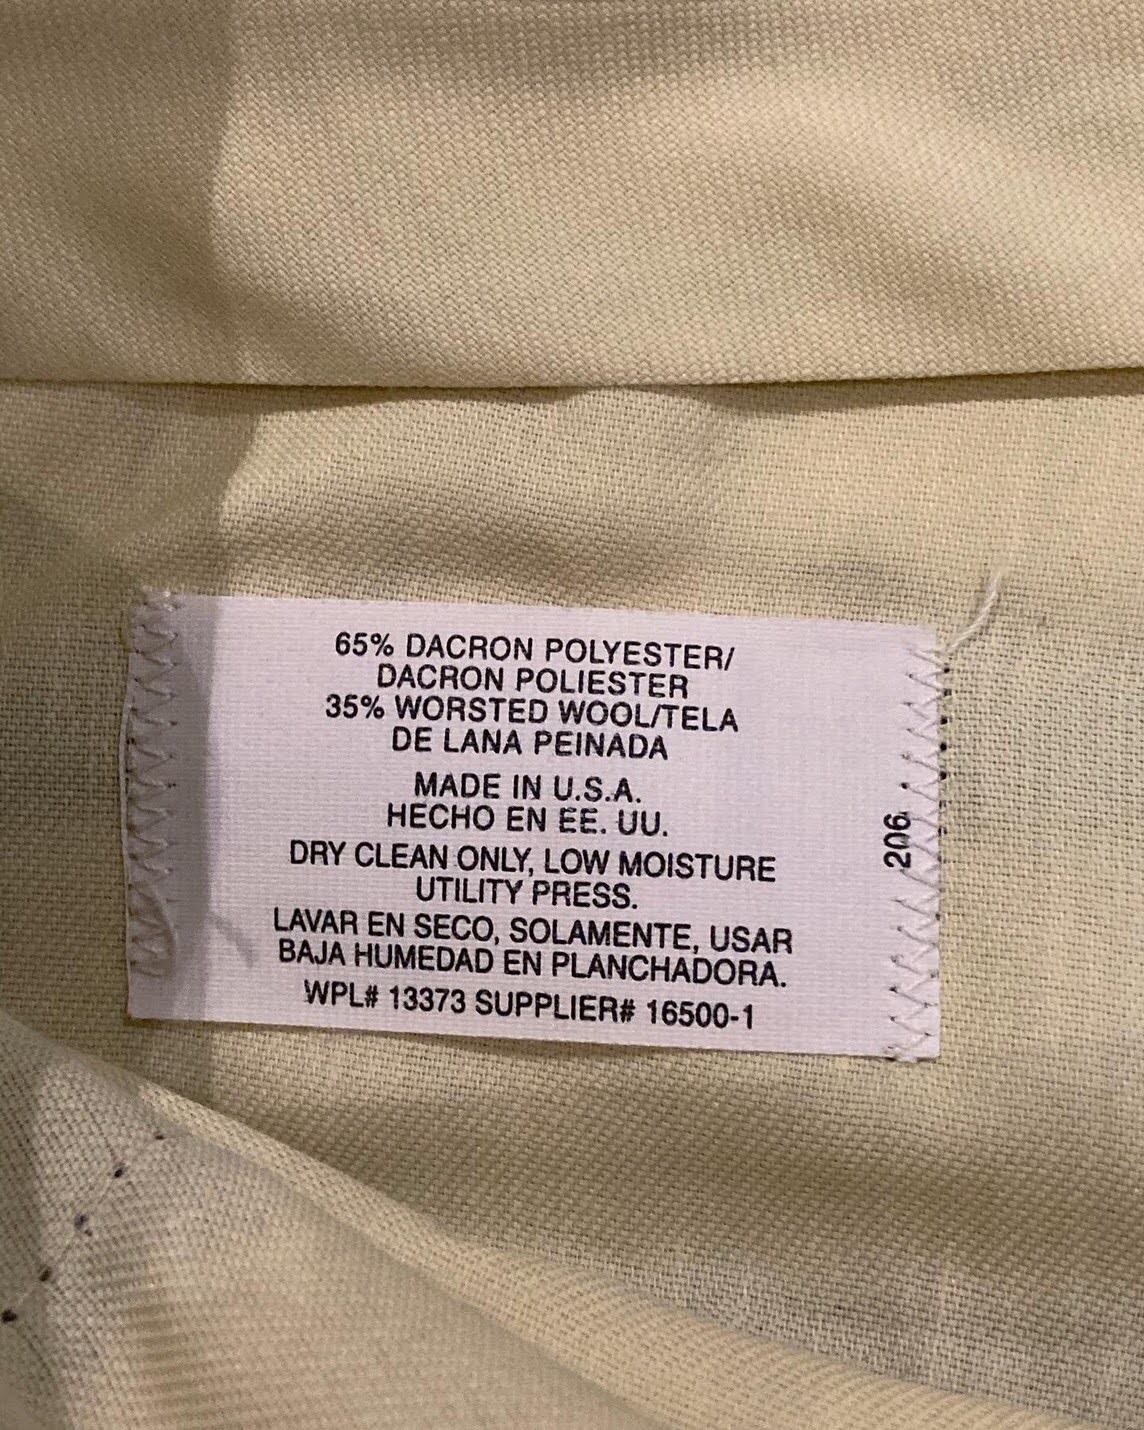 65% DACRON POLYESTER/
DACRON POLIESTER
35% WORSTED WOOL/TELA
DE LANA PEINADA
MADE IN U.S.A.
HECHO EN EE. UU.
DRY CLEAN ONLY, LOW MOISTURE
UTILITY PRESS.
LAVAR EN SECO, SOLAMENTE, USAR
BAJA HUMEDAD EN PLANCHADORA.
WPL# 13373 SUPPLIER# 16500-1
206